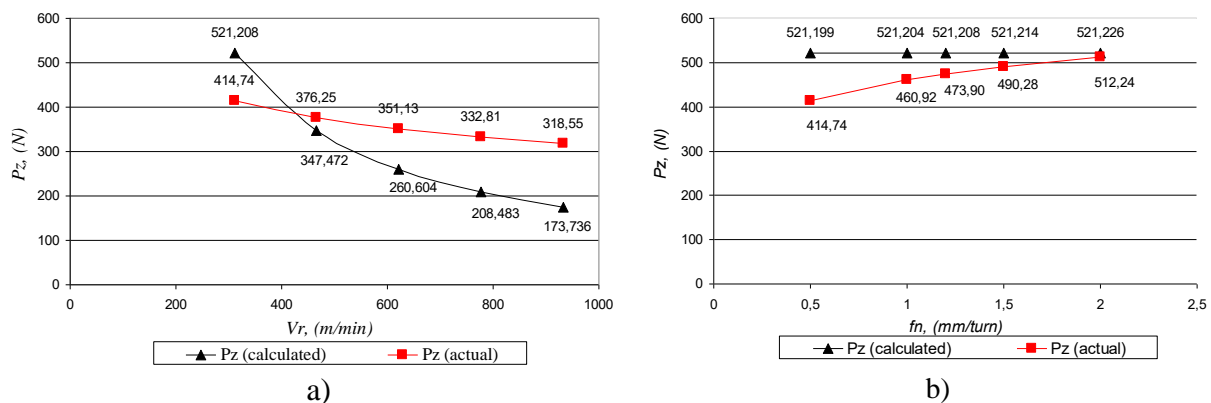 600
500
400
300
200
100
0
Pz, (N)
521,208
414,74
376,25
351,13
332,81
318,55
347,472
260,604
208,483
173,736
0 200 400 600 800 1000
Vr, (m/min)
Pz (calculated) Pz (actual)
a)
600
500
400
300
200
100
0
Pz, (N)
521,199 521,204 521,208 521,214 521,226
414,74
460,92
473,90
490,28
512,24
0 0,5 1 1,5 2 2,5
fn, (mm/turn)
Pz (calculated) Pz (actual)
b)